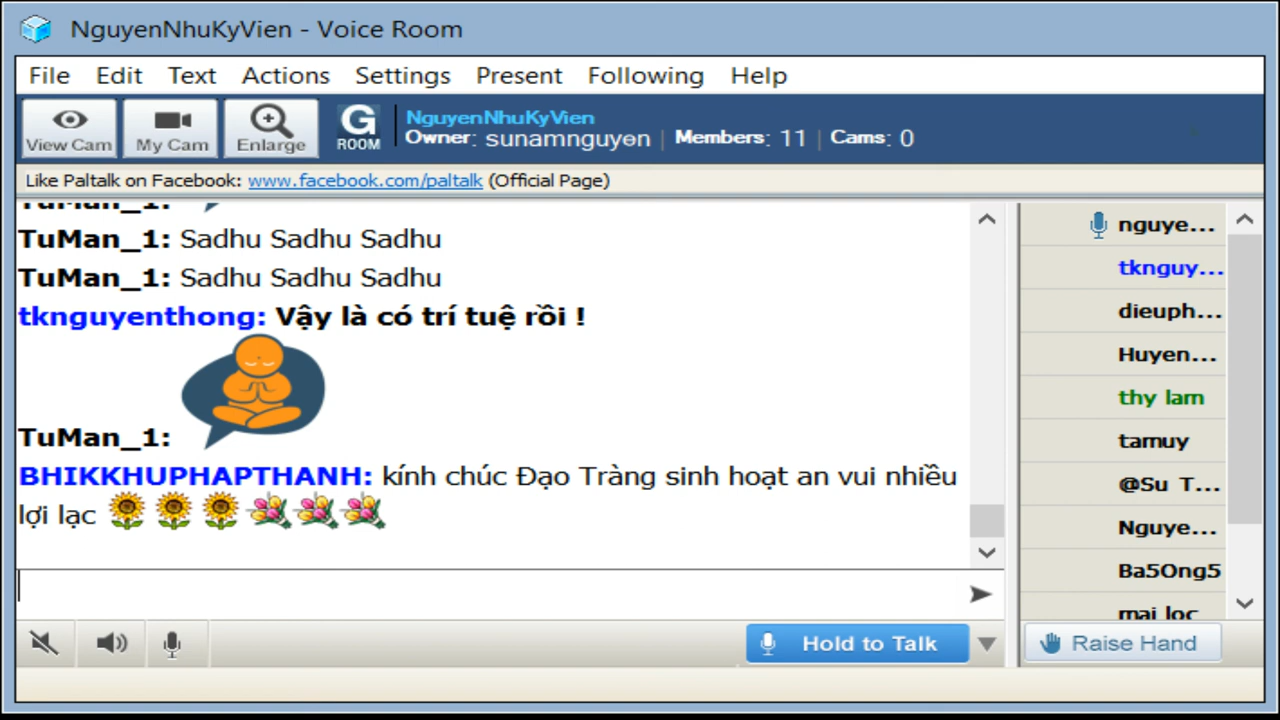 NguyenNhuKyVien - Voice Room
File Edit Text Actions Settings Present Following Help
View Cam
My Cam
Enlarge
G
ROOM
NguyenNhuKyVien
Owner: sunamnguyen | Members: 11 | Cams: 0
Like Paltalk on Facebook: www.facebook.com/paltalk (Official Page)
TuMan_1:
TuMan_1: Sadhu Sadhu Sadhu
TuMan_1: Sadhu Sadhu Sadhu
tknguyenthong: Vậy là có trí tuệ rồi !
TuMan_1:
BHIKKHUPHAPTHANH: kính chúc Đạo Tràng sinh hoạt an vui nhiều
lợi lạc
Hold to Talk
nguye...
tknguy...
dieuph...
Huyen...
thy lam
tamuy
@Su T...
Nguye...
Ba5Ong5
mai loc
Raise Hand